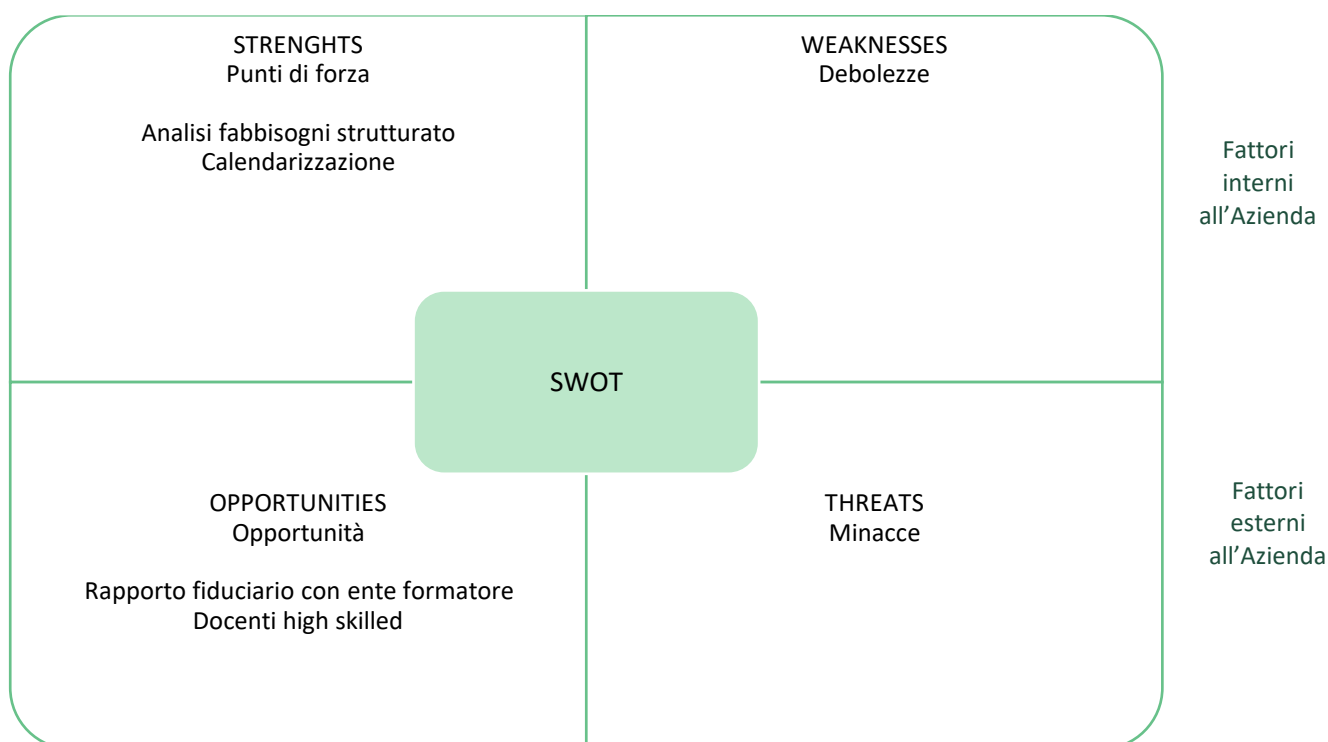 STRENGHTS
Punti di forza
Analisi fabbisogni strutturato
Calendarizzazione
WEAKNESSES
Debolezze
Fattori
interni
all’Azienda
SWOT
OPPORTUNITIES
Opportunità
Rapporto fiduciario con ente formatore
Docenti high skilled
THREATS
Minacce
Fattori
esterni
all’Azienda